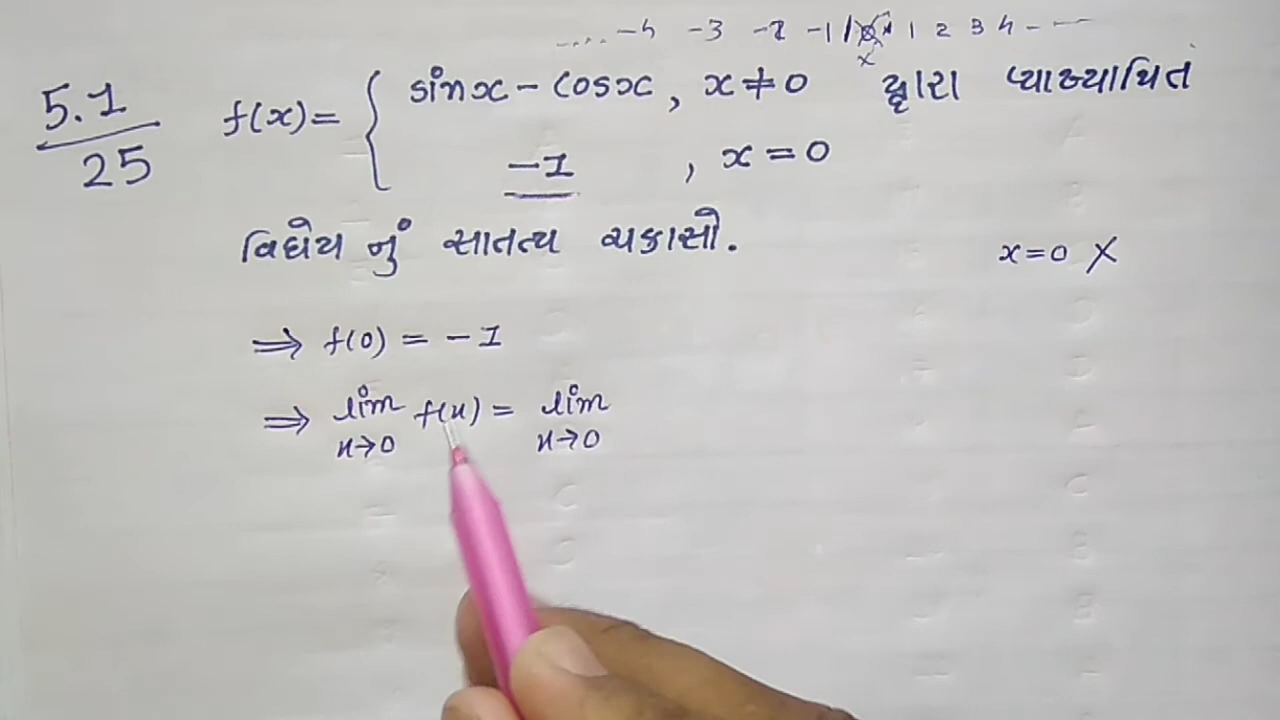 .... -4 -3 -2 -1 1 2 3 4 - ---
5.1/25 f(x) = { sinx - cosx, x ≠ 0 દ્વારા વ્યાખ્યાયિત
-1 , x = 0
વિધેય નું સાતત્ય ચકાસો.
x = 0 X
⇒ f(0) = -1
⇒ lim f(x) = lim
x→0 x→0